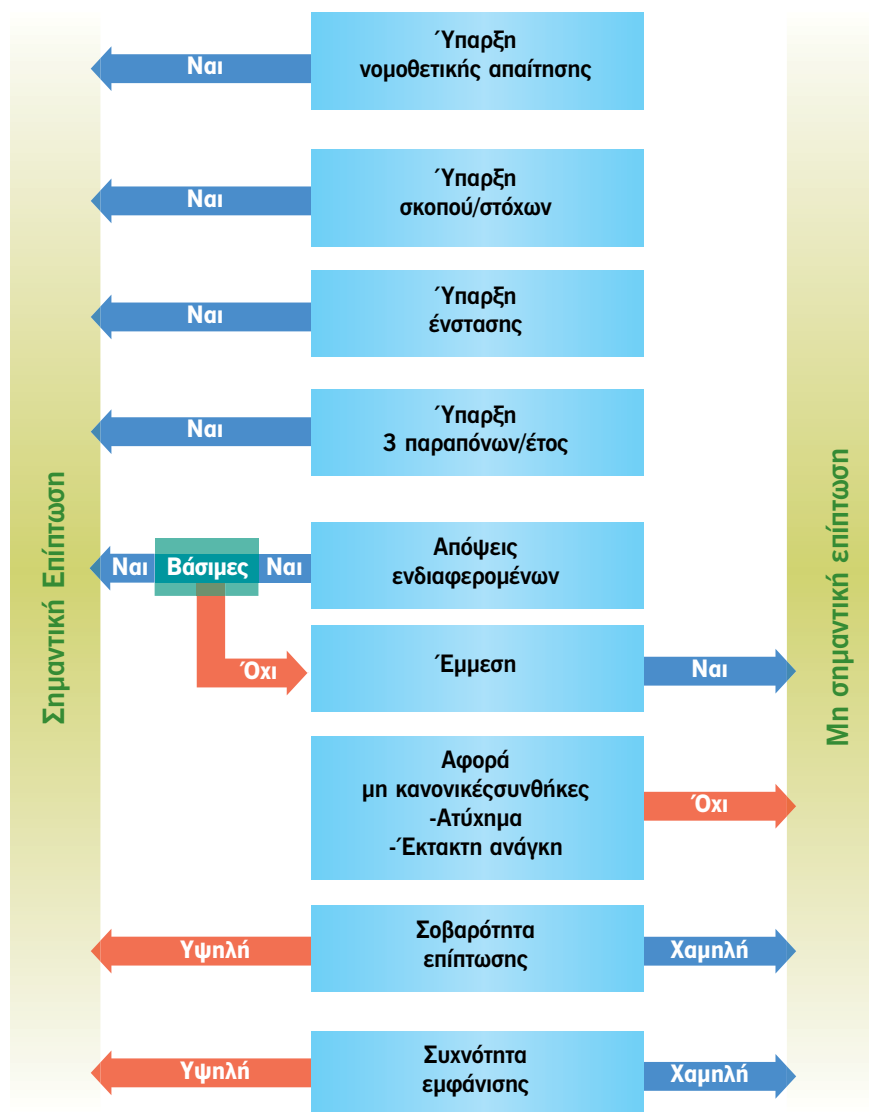 Ύπαρξη
νομοθετικής απαίτησης
Ναι
Ύπαρξη
σκοπού/στόχων
Ναι
Ύπαρξη
ένστασης
Ναι
Ύπαρξη
3 παραπόνων/έτος
Ναι
Απόψεις
ενδιαφερομένων
Ναι
Βάσιμες
Ναι
Όχι
Έμμεση
Ναι
Αφορά
μη κανονικέςσυνθήκες
-Ατύχημα
-Έκτακτη ανάγκη
Όχι
Υψηλή
Σοβαρότητα
επίπτωσης
Χαμηλή
Υψηλή
Συχνότητα
εμφάνισης
Χαμηλή
Σημαντική Επίπτωση
Μη σημαντική επίπτωση